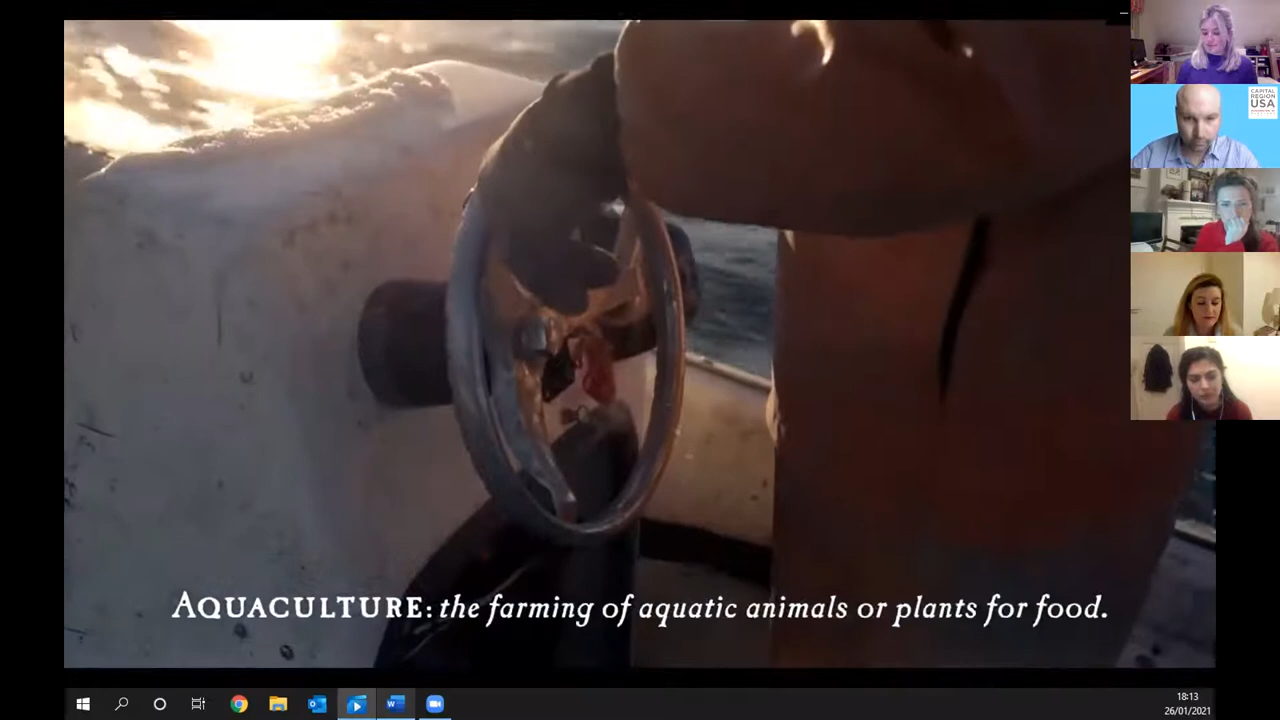 CAPITAL
REGION
USA
AQUACULTURE: the farming of aquatic animals or plants for food.
18:13
26/01/2021